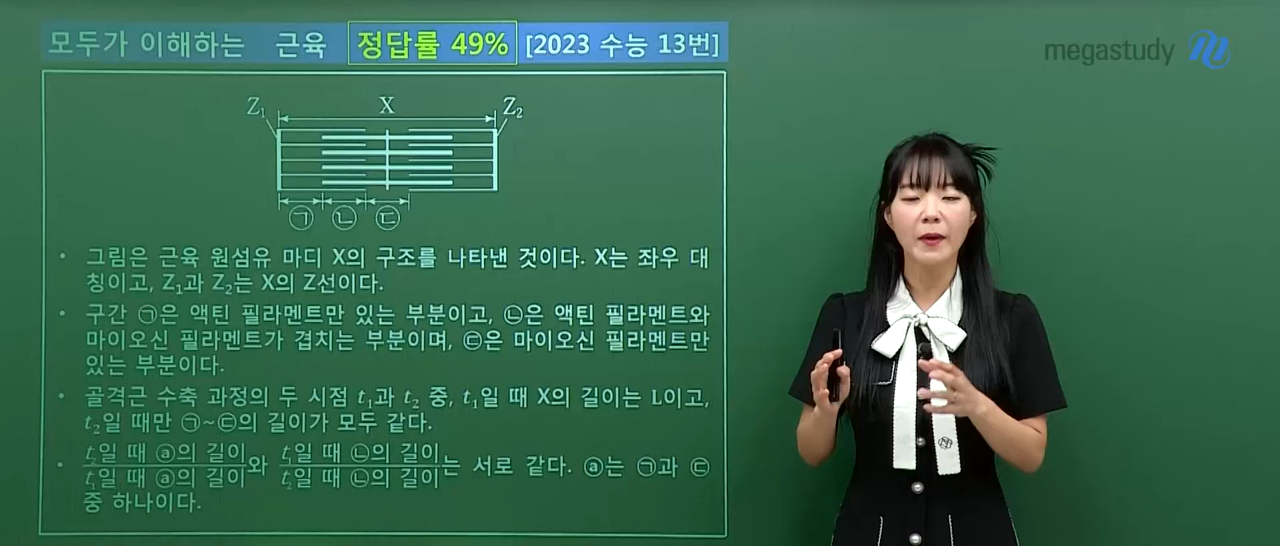 모두가 이해하는 근육 정답률 49% [2023 수능 13번]
megastudy
Z₁ X Z₂
㉠ ㉡ ㉢
• 그림은 근육 원섬유 마디 X의 구조를 나타낸 것이다. X는 좌우 대
칭이고, Z₁과 Z₂는 X의 Z선이다.
• 구간 ㉠은 액틴 필라멘트만 있는 부분이고, ㉡은 액틴 필라멘트와
마이오신 필라멘트가 겹치는 부분이며, ㉢은 마이오신 필라멘트만
있는 부분이다.
• 골격근 수축 과정의 두 시점 t₁과 t₂ 중, t₁일 때 X의 길이는 L이고,
t₂일 때만 ㉠~㉢의 길이가 모두 같다.
• t₂일 때 ⓐ의 길이 t₁일 때 ㉡의 길이
t₁일 때 ⓐ의 길이 와 t₂일 때 ㉡의 길이 는 서로 같다. ⓐ는 ㉠과 ㉢
중 하나이다.